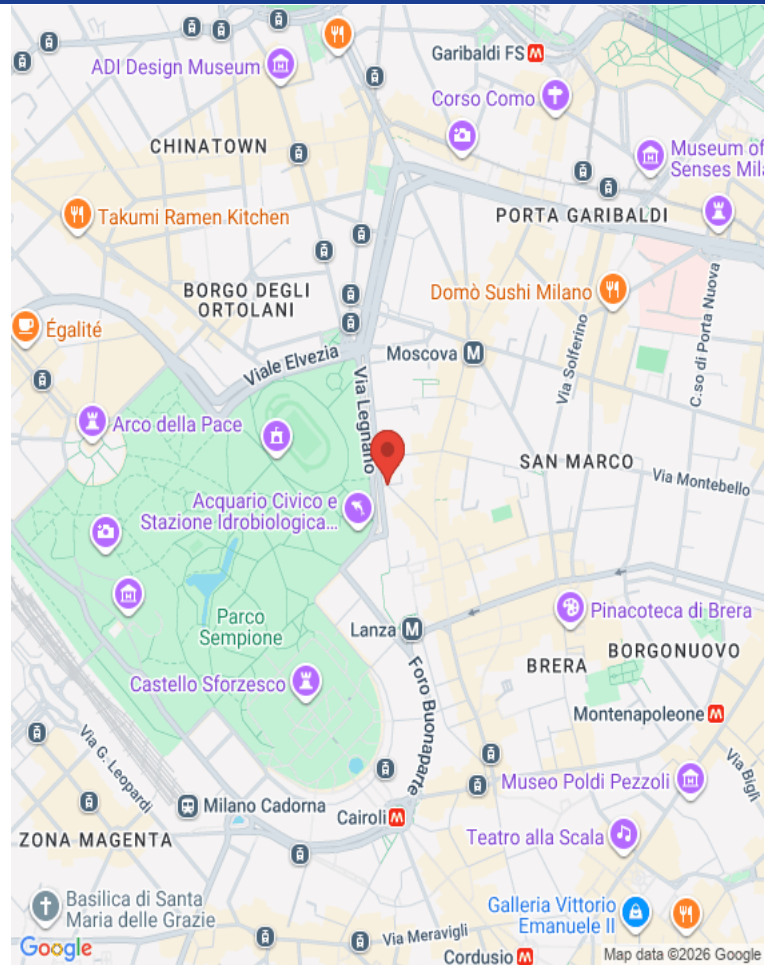 Garibaldi FS M
ADI Design Museum
Corso Como
CHINATOWN
Museum of
Senses Mila
Takumi Ramen Kitchen
PORTA GARIBALDI
BORGO DEGLI
ORTOLANI
Domò Sushi Milano
C.so di Porta Nuova
Égalité
Viale Elvezia
Moscova M
Via Solferino
Via Legnano
Arco della Pace
SAN MARCO
Via Montebello
Acquario Civico e
Stazione Idrobiologica...
Parco
Sempione
Lanza M
Pinacoteca di Brera
BRERA
BORGONUOVO
Castello Sforzesco
Foro Buonaparte
Montenapoleone M
Via G. Leopardi
Via Bigli
Museo Poldi Pezzoli
Milano Cadorna
Cairoli M
Teatro alla Scala
ZONA MAGENTA
Basilica di Santa
Maria delle Grazie
Galleria Vittorio
Emanuele II
Via Meravigli
Google
Cordusio M
Map data ©2026 Google